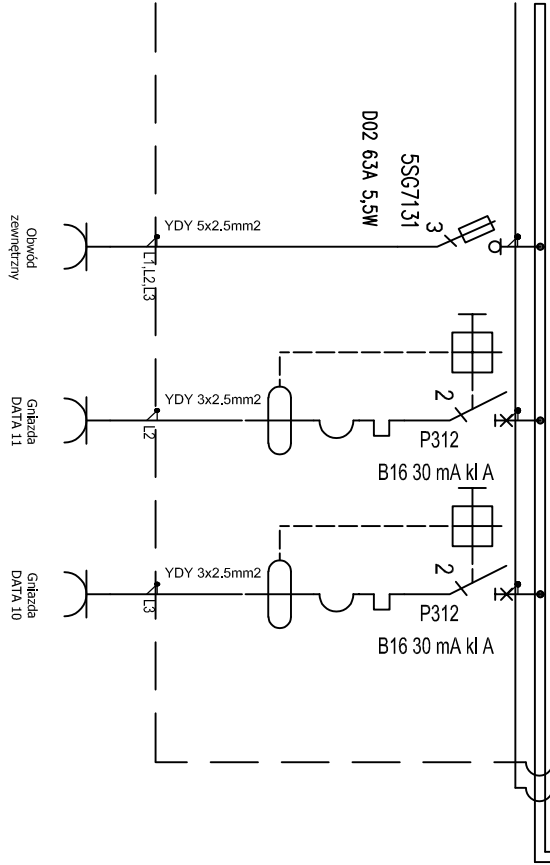 5SG7131
D02 63A 5,5W
3
YDY 5x2.5mm2
L1,L2,L3
Obwód
zewnętrzny
2
P312
B16 30 mA kl A
YDY 3x2.5mm2
L2
Gniazda
DATA 11
2
P312
B16 30 mA kl A
YDY 3x2.5mm2
L3
Gniazda
DATA 10